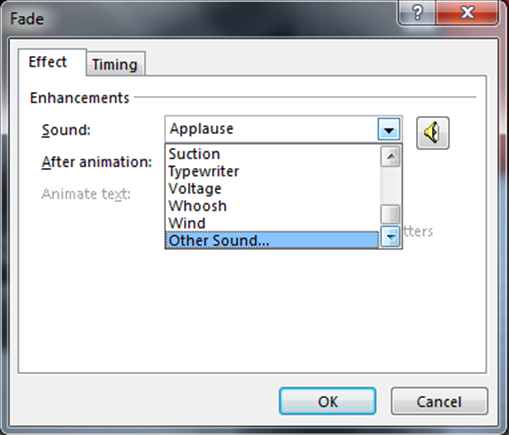 Fade
?
Effect
Timing
Enhancements
Sound:
Applause
Suction
After animation:
Typewriter
Animate text:
Voltage
Whoosh
Wind
Other Sound...
OK
Cancel